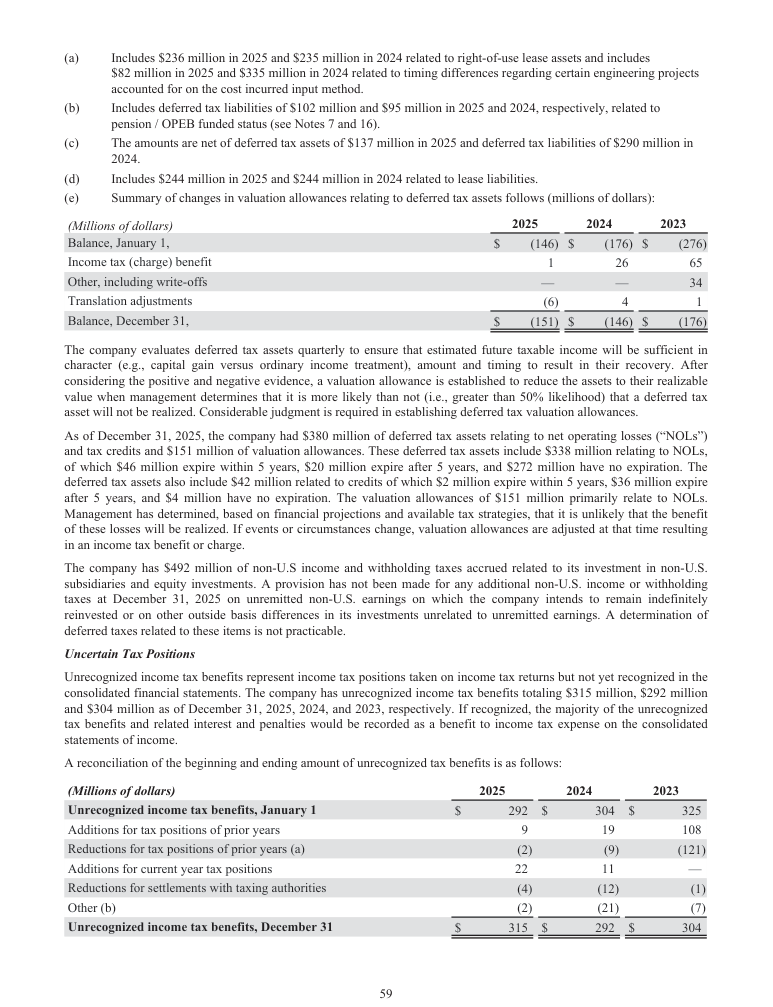 (a) Includes $236 million in 2025 and $235 million in 2024 related to right-of-use lease assets and includes
$82 million in 2025 and $335 million in 2024 related to timing differences regarding certain engineering projects
accounted for on the cost incurred input method.
(b) Includes deferred tax liabilities of $102 million and $95 million in 2025 and 2024, respectively, related to
pension / OPEB funded status (see Notes 7 and 16).
(c) The amounts are net of deferred tax assets of $137 million in 2025 and deferred tax liabilities of $290 million in
2024.
(d) Includes $244 million in 2025 and $244 million in 2024 related to lease liabilities.
(e) Summary of changes in valuation allowances relating to deferred tax assets follows (millions of dollars):
(Millions of dollars) 2025 2024 2023
Balance, January 1, $ (146) $ (176) $ (276)
Income tax (charge) benefit 1 26 65
Other, including write-offs — — 34
Translation adjustments (6) 4 1
Balance, December 31, $ (151) $ (146) $ (176)
The company evaluates deferred tax assets quarterly to ensure that estimated future taxable income will be sufficient in
character (e.g., capital gain versus ordinary income treatment), amount and timing to result in their recovery. After
considering the positive and negative evidence, a valuation allowance is established to reduce the assets to their realizable
value when management determines that it is more likely than not (i.e., greater than 50% likelihood) that a deferred tax
asset will not be realized. Considerable judgment is required in establishing deferred tax valuation allowances.
As of December 31, 2025, the company had $380 million of deferred tax assets relating to net operating losses (“NOLs”)
and tax credits and $151 million of valuation allowances. These deferred tax assets include $338 million relating to NOLs,
of which $46 million expire within 5 years, $20 million expire after 5 years, and $272 million have no expiration. The
deferred tax assets also include $42 million related to credits of which $2 million expire within 5 years, $36 million expire
after 5 years, and $4 million have no expiration. The valuation allowances of $151 million primarily relate to NOLs.
Management has determined, based on financial projections and available tax strategies, that it is unlikely that the benefit
of these losses will be realized. If events or circumstances change, valuation allowances are adjusted at that time resulting
in an income tax benefit or charge.
The company has $492 million of non-U.S income and withholding taxes accrued related to its investment in non-U.S.
subsidiaries and equity investments. A provision has not been made for any additional non-U.S. income or withholding
taxes at December 31, 2025 on unremitted non-U.S. earnings on which the company intends to remain indefinitely
reinvested or on other outside basis differences in its investments unrelated to unremitted earnings. A determination of
deferred taxes related to these items is not practicable.
Uncertain Tax Positions
Unrecognized income tax benefits represent income tax positions taken on income tax returns but not yet recognized in the
consolidated financial statements. The company has unrecognized income tax benefits totaling $315 million, $292 million
and $304 million as of December 31, 2025, 2024, and 2023, respectively. If recognized, the majority of the unrecognized
tax benefits and related interest and penalties would be recorded as a benefit to income tax expense on the consolidated
statements of income.
A reconciliation of the beginning and ending amount of unrecognized tax benefits is as follows:
(Millions of dollars) 2025 2024 2023
Unrecognized income tax benefits, January 1 $ 292 $ 304 $ 325
Additions for tax positions of prior years 9 19 108
Reductions for tax positions of prior years (a) (2) (9) (121)
Additions for current year tax positions 22 11 —
Reductions for settlements with taxing authorities (4) (12) (1)
Other (b) (2) (21) (7)
Unrecognized income tax benefits, December 31 $ 315 $ 292 $ 304
59